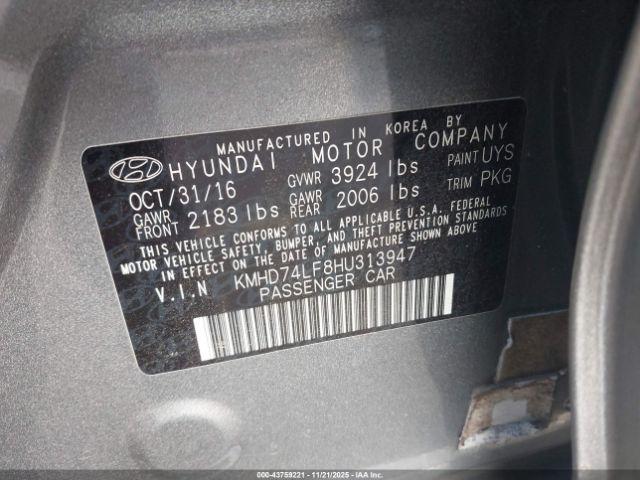 MANUFACTURED IN KOREA BY
HYUNDAI MOTOR COMPANY
OCT/31/16 GVWR 3924 lbs PAINT UYS
GAWR FRONT 2183 lbs GAWR REAR 2006 lbs TRIM PKG
THIS VEHICLE CONFORMS TO ALL APPLICABLE U.S.A. FEDERAL
MOTOR VEHICLE SAFETY, BUMPER, AND THEFT PREVENTION STANDARDS
IN EFFECT ON THE DATE OF MANUFACTURE SHOWN ABOVE.
V.I.N KMHD74LF8HU313947
PASSENGER CAR
000-43759221 - 11/21/2025 - IAAI.COM